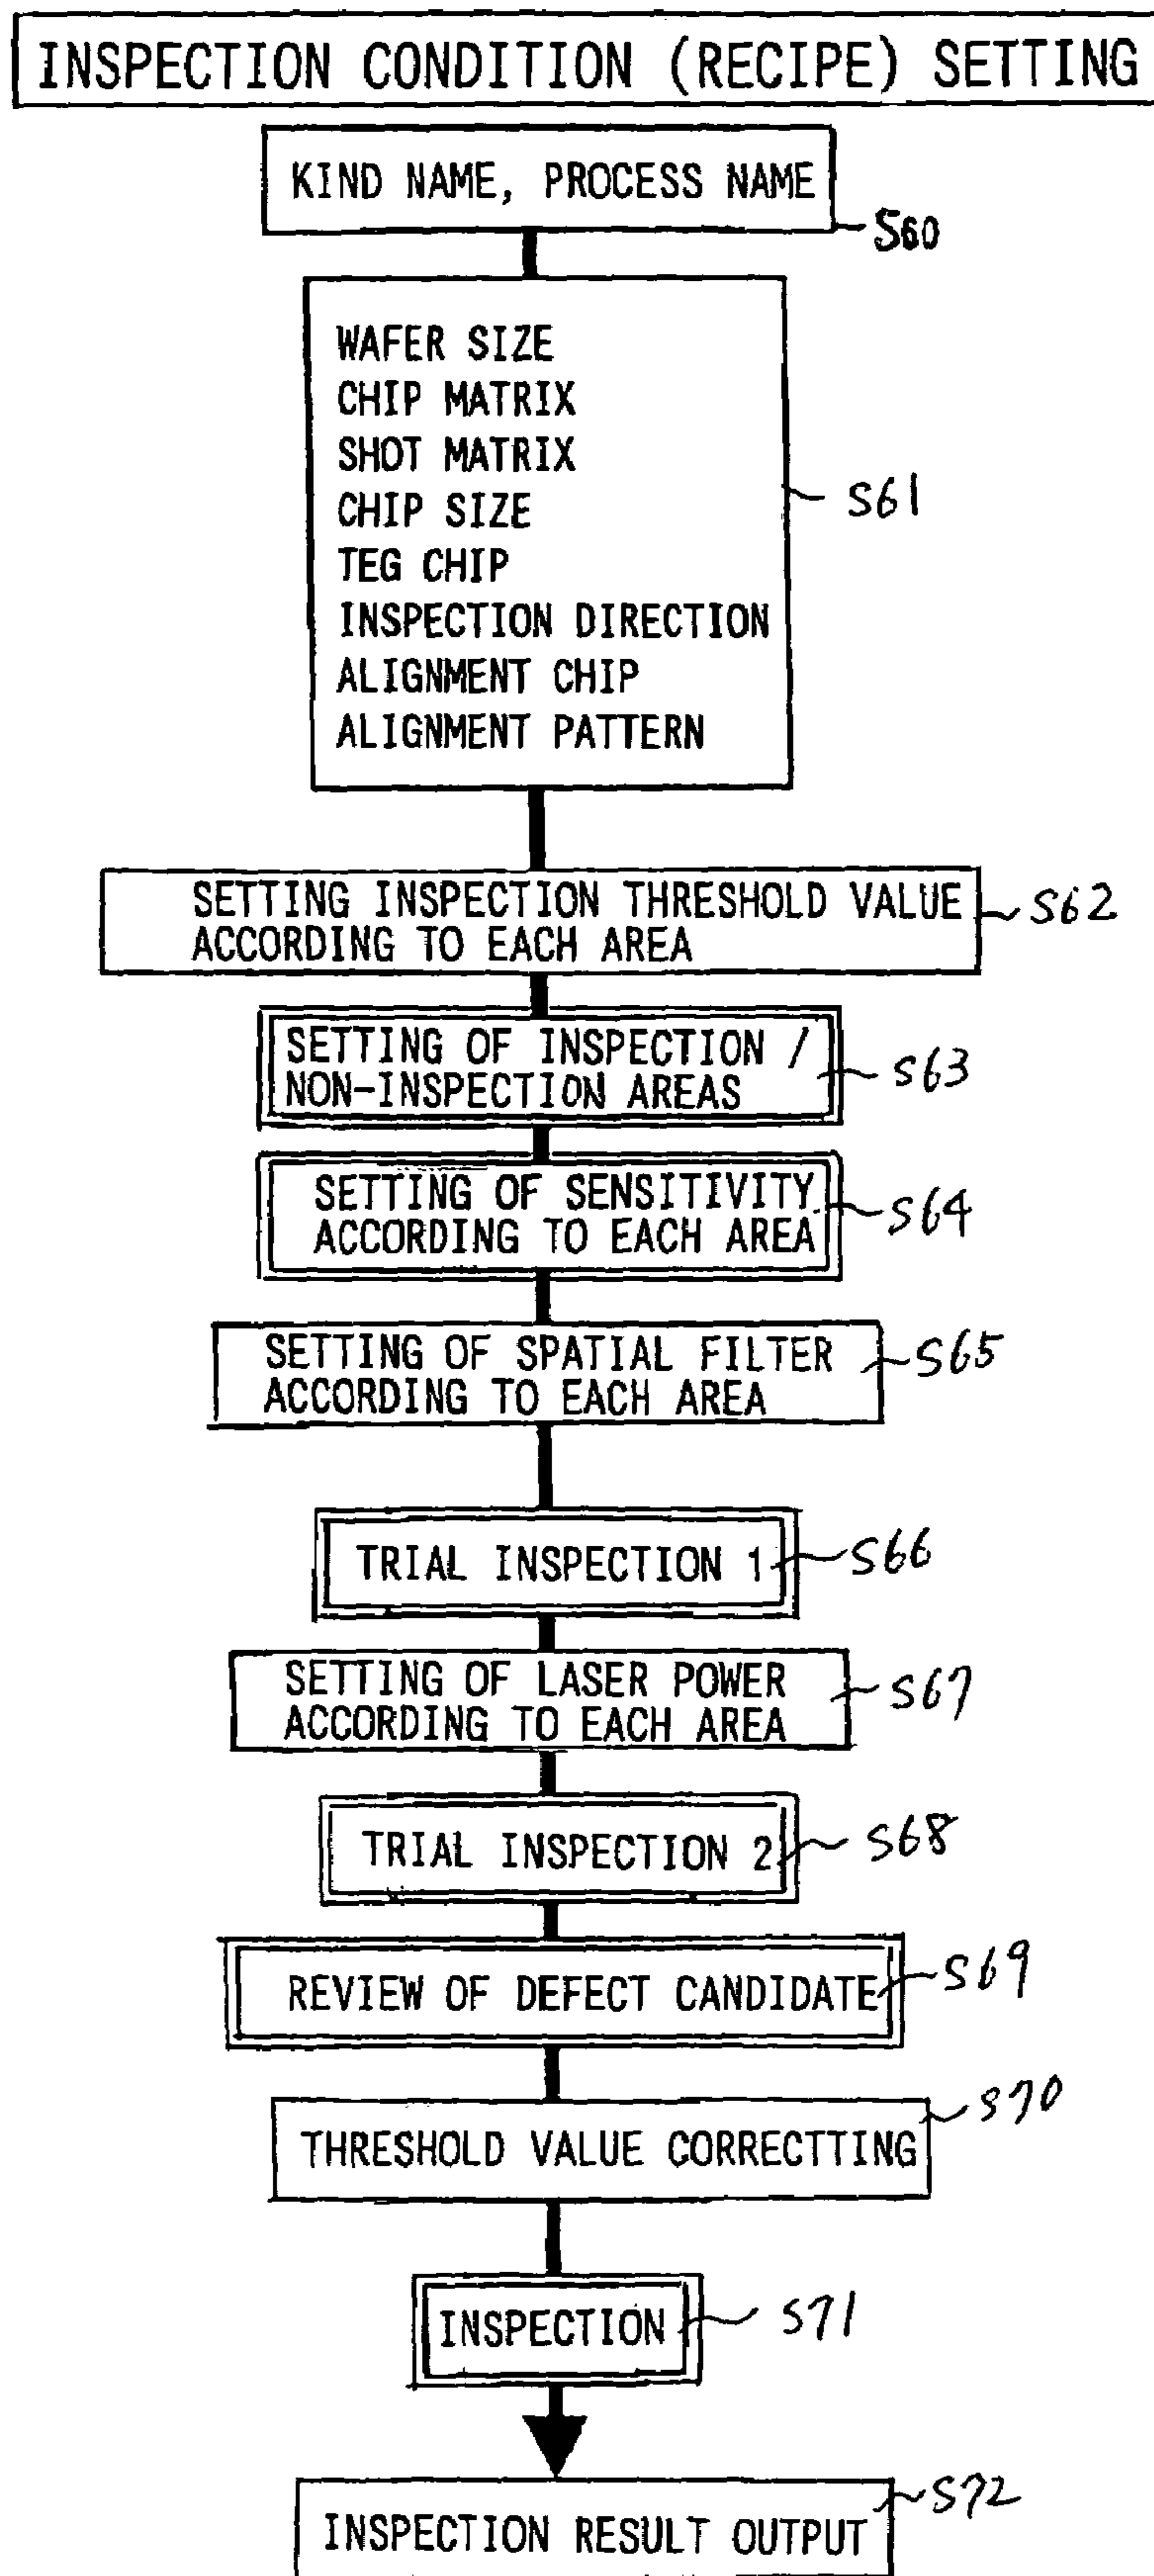 INSPECTION CONDITION (RECIPE) SETTING
KIND NAME, PROCESS NAME
S60
WAFER SIZE
CHIP MATRIX
SHOT MATRIX
CHIP SIZE
TEG CHIP
INSPECTION DIRECTION
ALIGNMENT CHIP
ALIGNMENT PATTERN
S61
SETTING INSPECTION THRESHOLD VALUE
ACCORDING TO EACH AREA
S62
SETTING OF INSPECTION /
NON-INSPECTION AREAS
S63
SETTING OF SENSITIVITY
ACCORDING TO EACH AREA
S64
SETTING OF SPATIAL FILTER
ACCORDING TO EACH AREA
S65
TRIAL INSPECTION 1
S66
SETTING OF LASER POWER
ACCORDING TO EACH AREA
S67
TRIAL INSPECTION 2
S68
REVIEW OF DEFECT CANDIDATE
S69
THRESHOLD VALUE CORRECTTING
S70
INSPECTION
S71
INSPECTION RESULT OUTPUT
S72